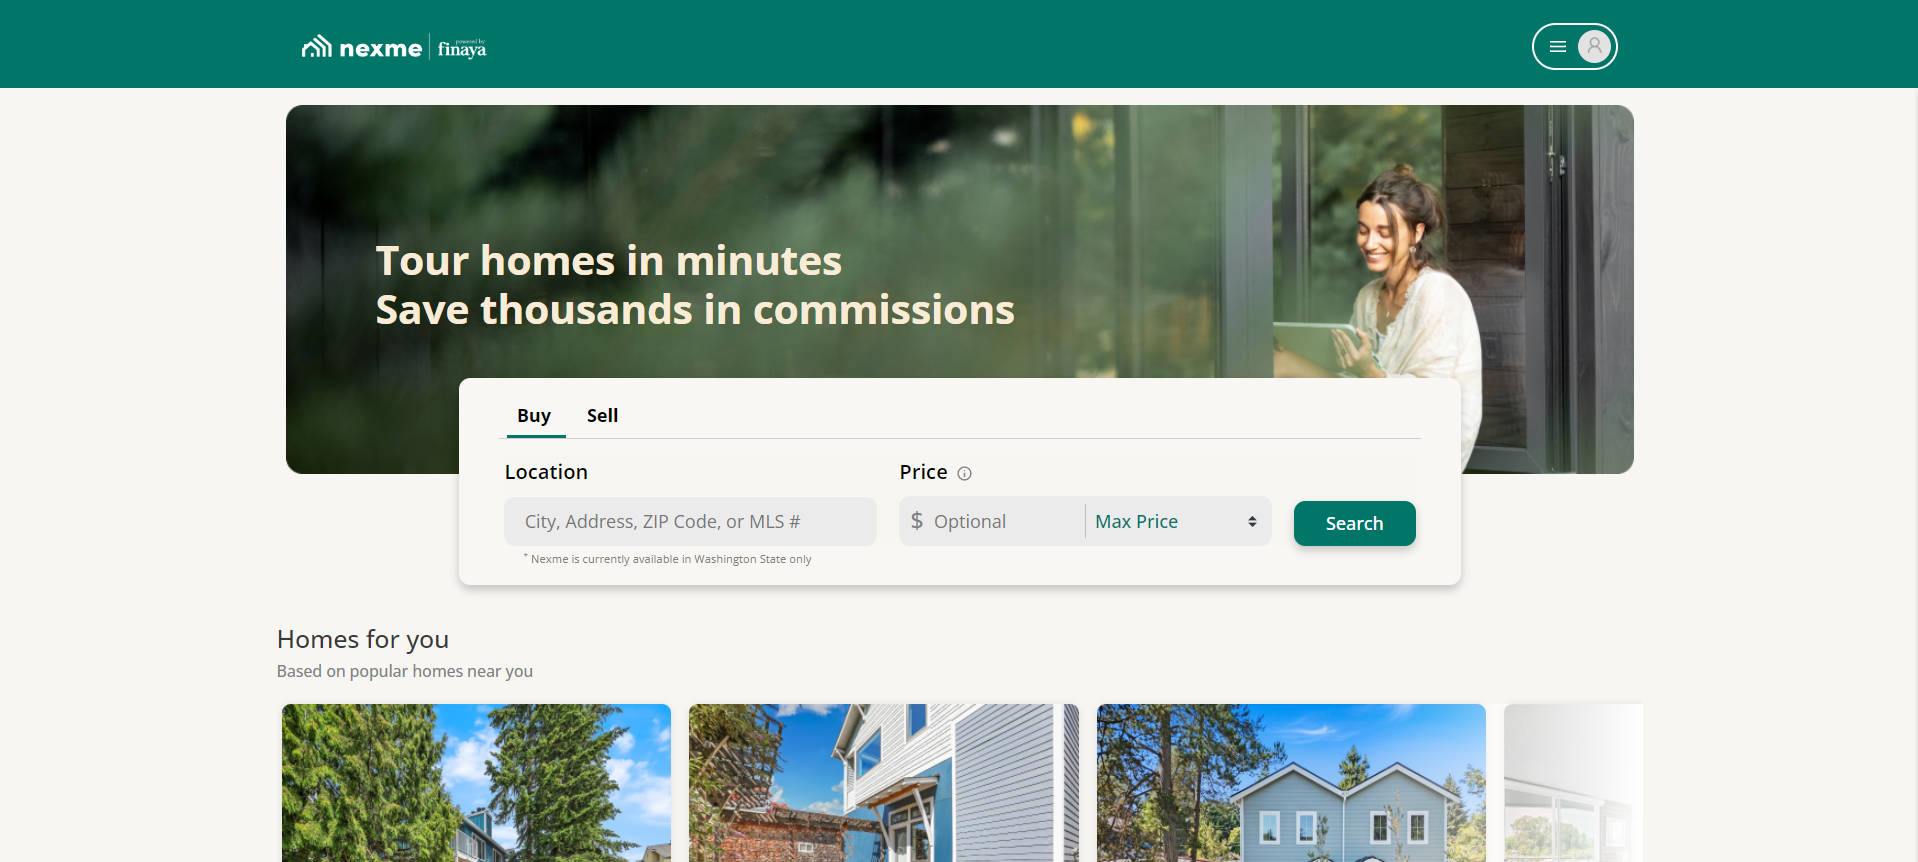 nexme
powered by
finaya
Tour homes in minutes
Save thousands in commissions
Buy Sell
Location
Price
City, Address, ZIP Code, or MLS #
$ Optional
Max Price
Search
* Nexme is currently available in Washington State only
Homes for you
Based on popular homes near you